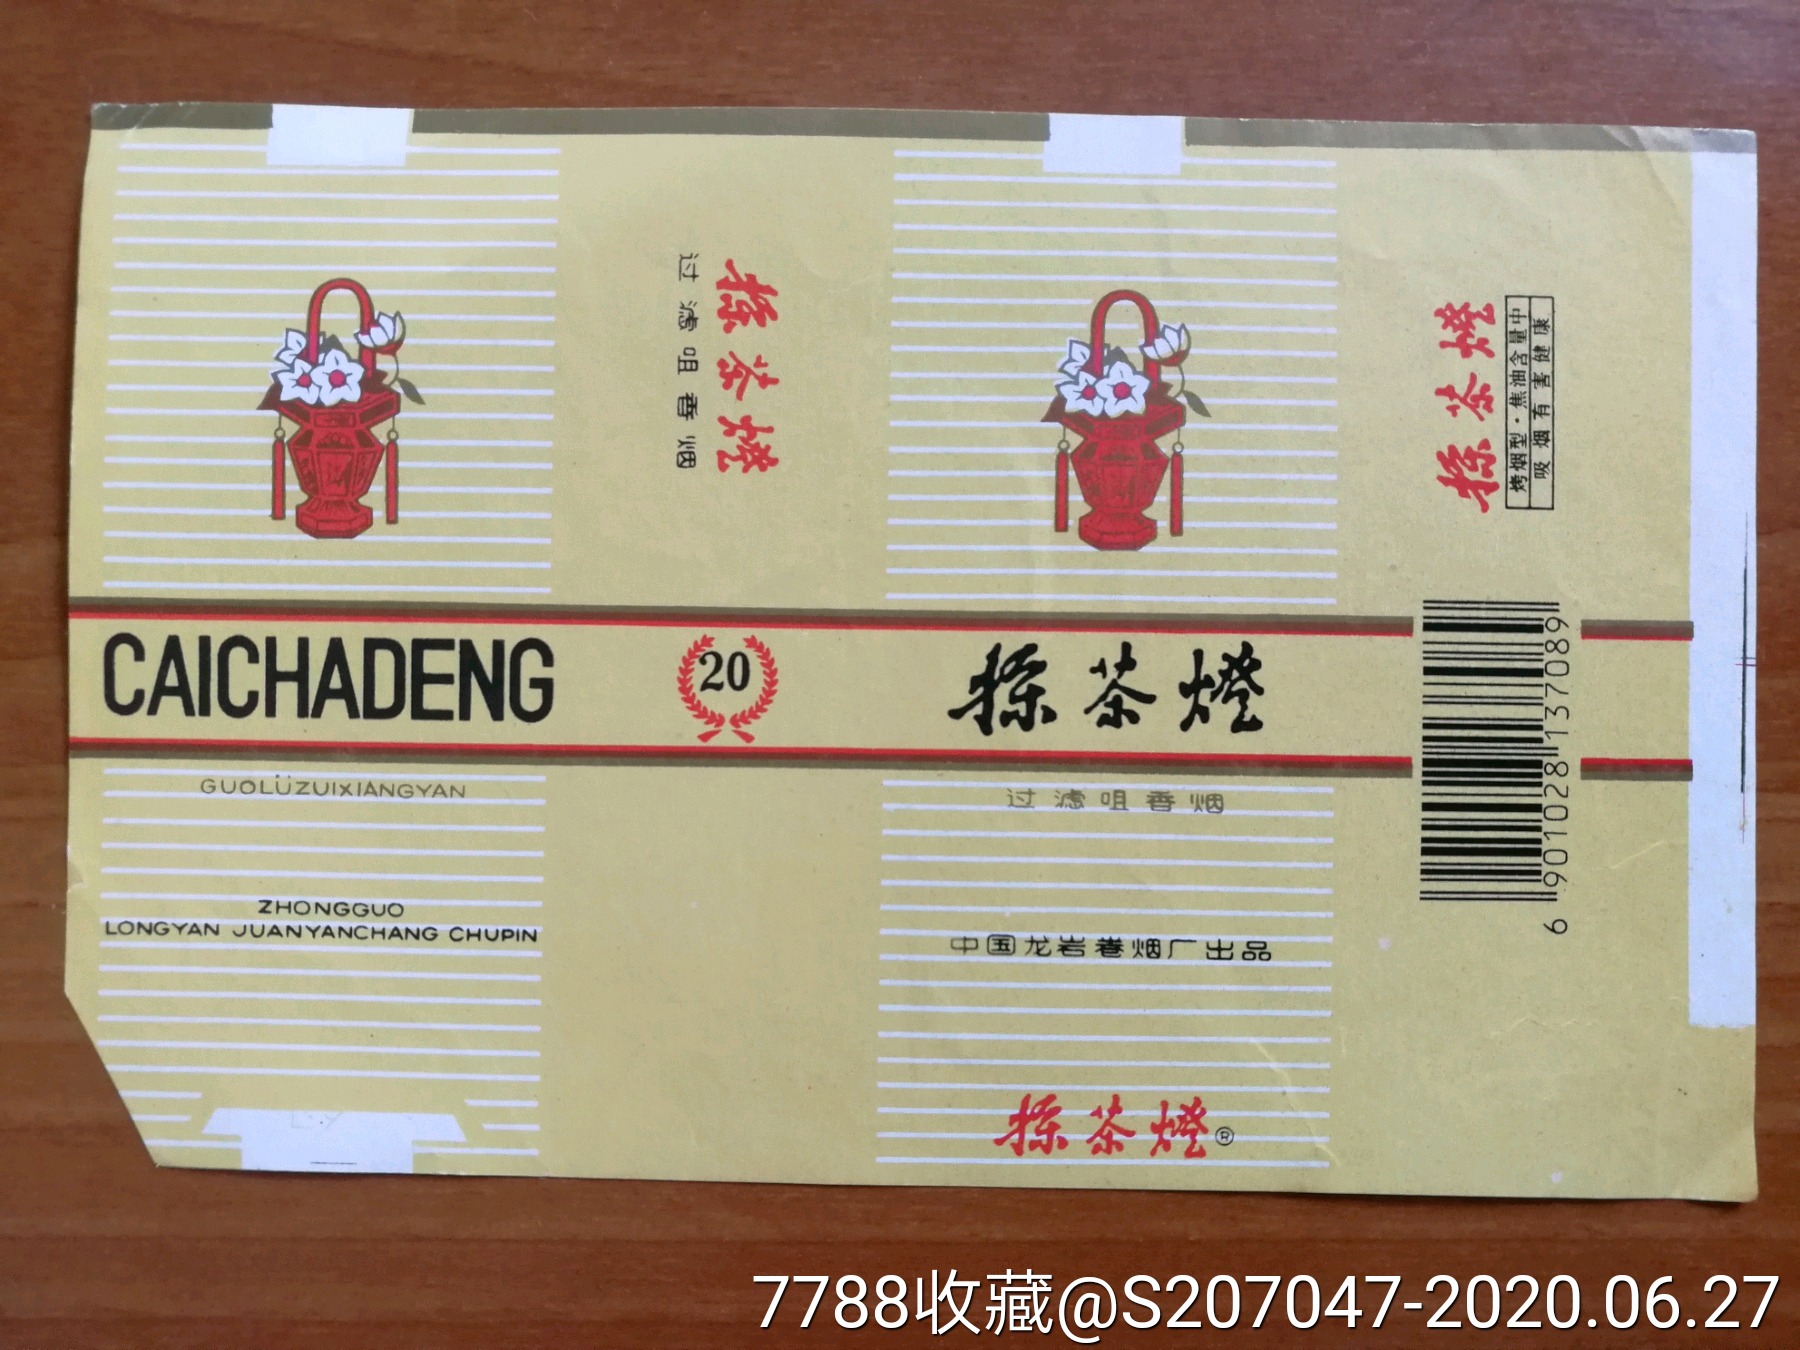 CAICHADENG
GUOLÜZUIXIANGYAN
ZHONGGUO
LONGYAN JUANYANCHANG CHUPIN
採茶燈
过滤咀香烟
20
採茶燈
过滤咀香烟
中国龙岩卷烟厂出品
採茶燈®
採茶燈
烤烟型·焦油含量中
吸烟有害健康
6 901028 137089
7788收藏@S207047-2020.06.27